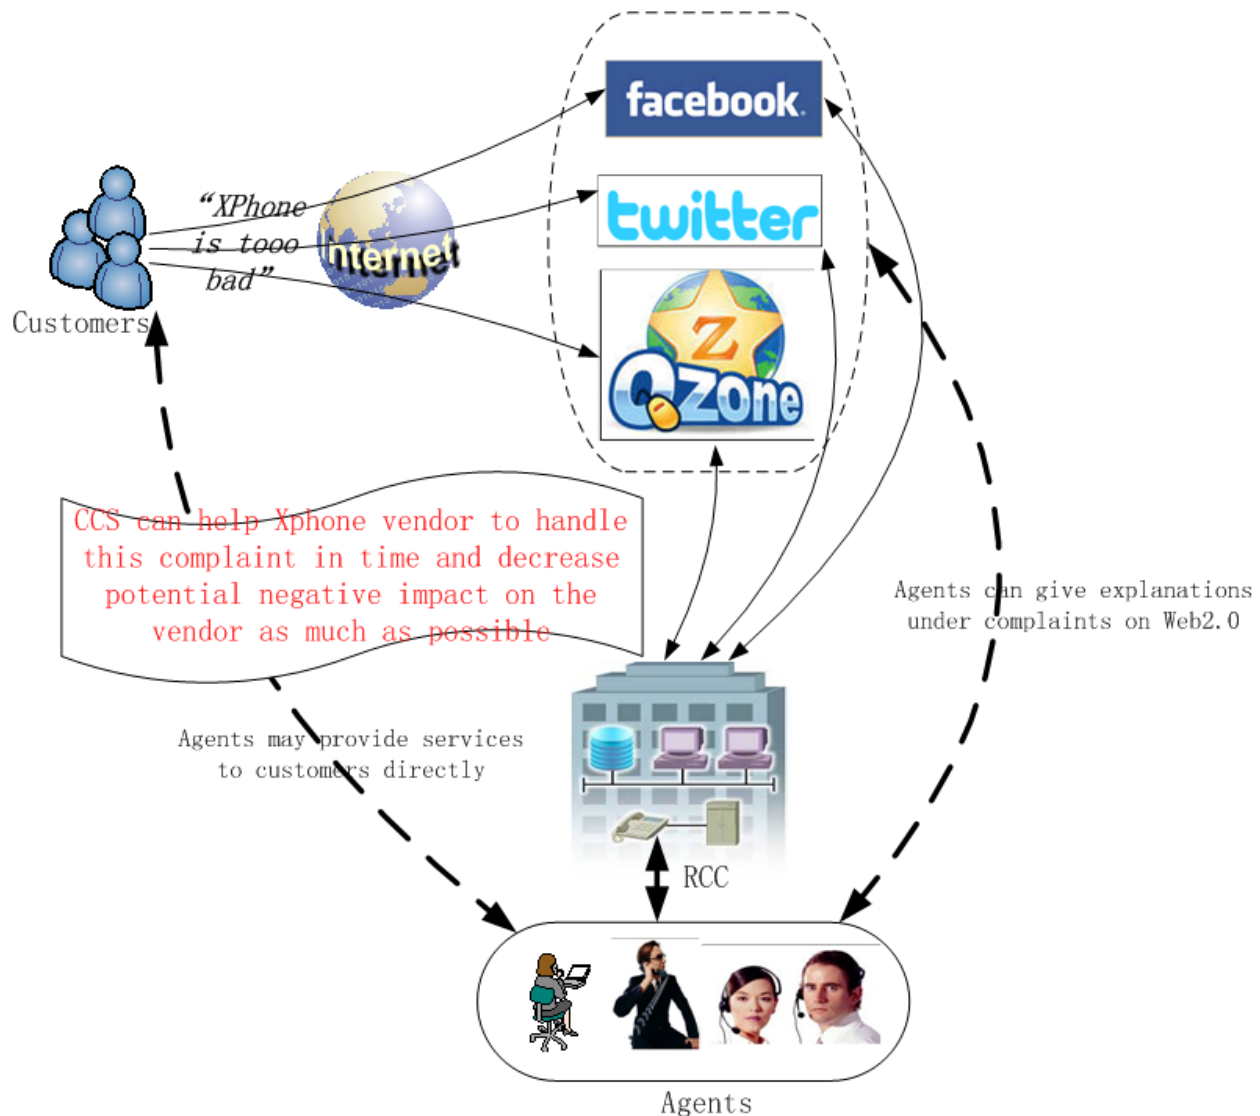 facebook.
twitter
Z
QZone
"XPhone
is tooo
bad"
Internet
Customers
CCS can help Xphone vendor to handle
this complaint in time and decrease
potential negative impact on the
vendor as much as possible
Agents can give explanations
under complaints on Web2.0
Agents may provide services
to customers directly
RCC
Agents